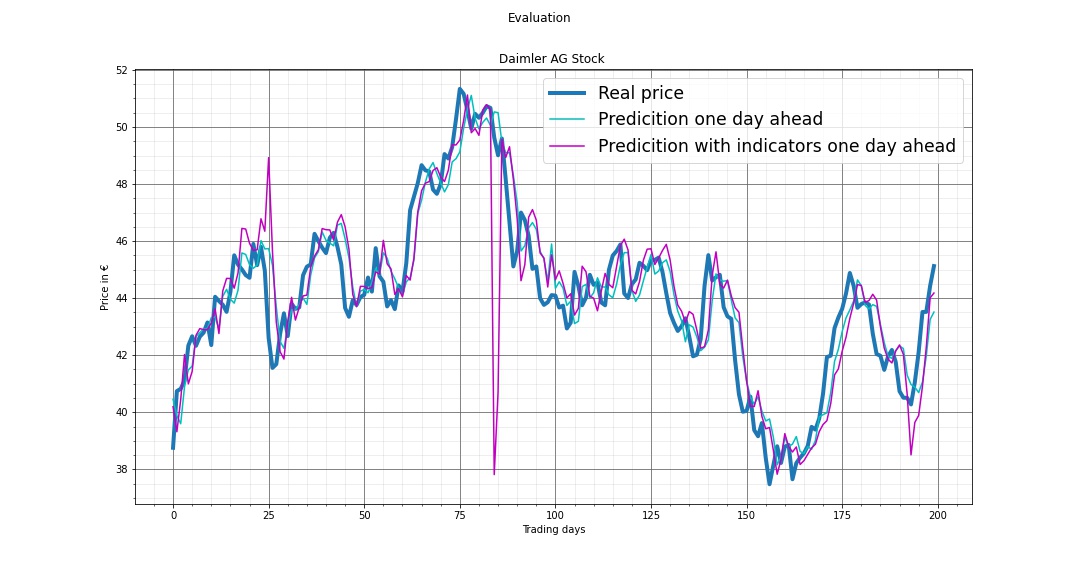 Evaluation
Daimler AG Stock
Real price
Predicition one day ahead
Predicition with indicators one day ahead
Price in €
52
50
48
46
44
42
40
38
0 25 50 75 100 125 150 175 200
Trading days